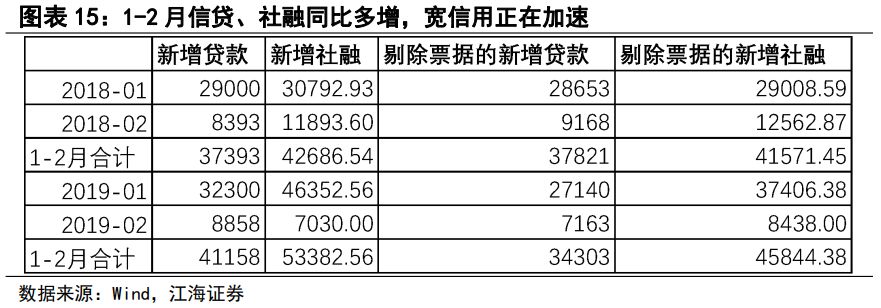 图表 15：1-2 月信贷、社融同比多增，宽信用正在加速
新增贷款 新增社融 剔除票据的新增贷款 剔除票据的新增社融
2018-01 29000 30792.93 28653 29008.59
2018-02 8393 11893.60 9168 12562.87
1-2月合计 37393 42686.54 37821 41571.45
2019-01 32300 46352.56 27140 37406.38
2019-02 8858 7030.00 7163 8438.00
1-2月合计 41158 53382.56 34303 45844.38
数据来源：Wind，江海证券